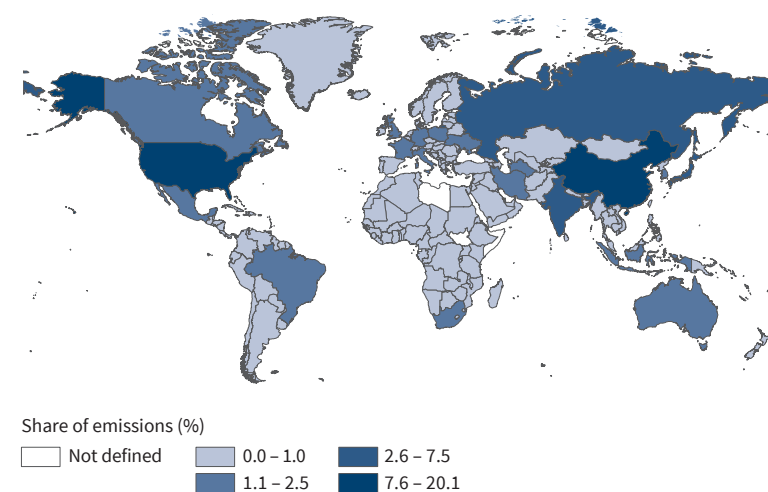 Share of emissions (%)
Not defined
0.0 – 1.0
2.6 – 7.5
1.1 – 2.5
7.6 – 20.1